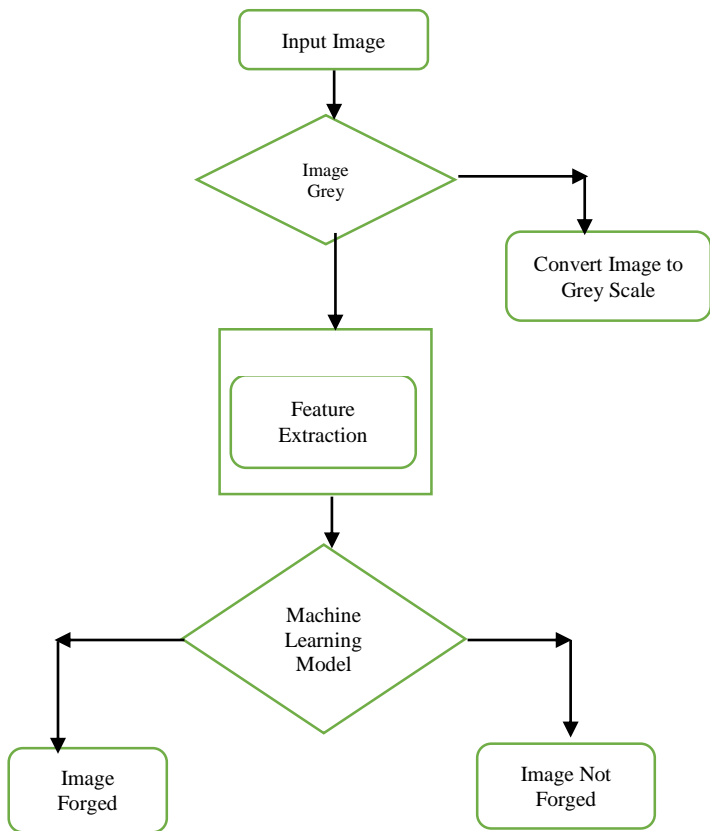 Input Image
Image
Grey
Convert Image to
Grey Scale
Feature
Extraction
Machine
Learning
Model
Image
Forged
Image Not
Forged